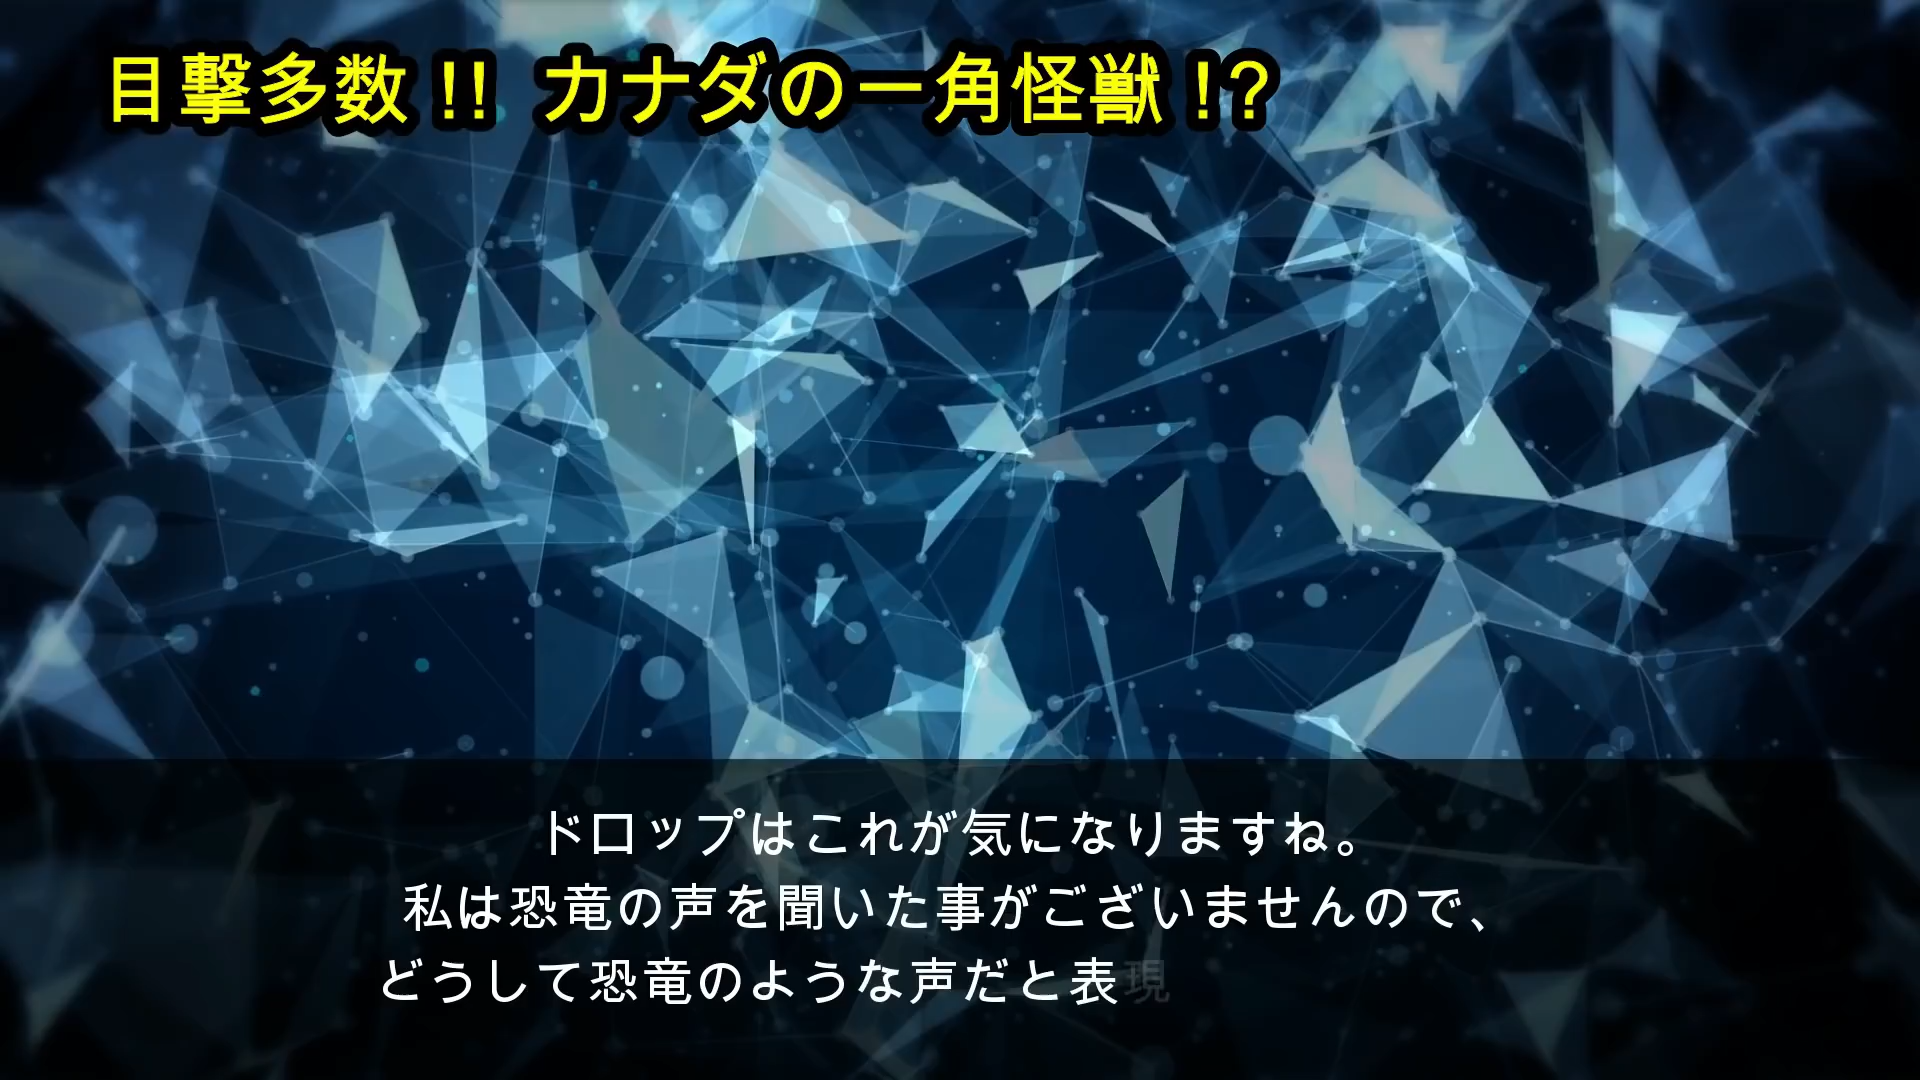 目撃多数!! カナダの一角怪獣!?
ドロップはこれが気になりますね。
私は恐竜の声を聞いた事がございませんので、
どうして恐竜のような声だと表現